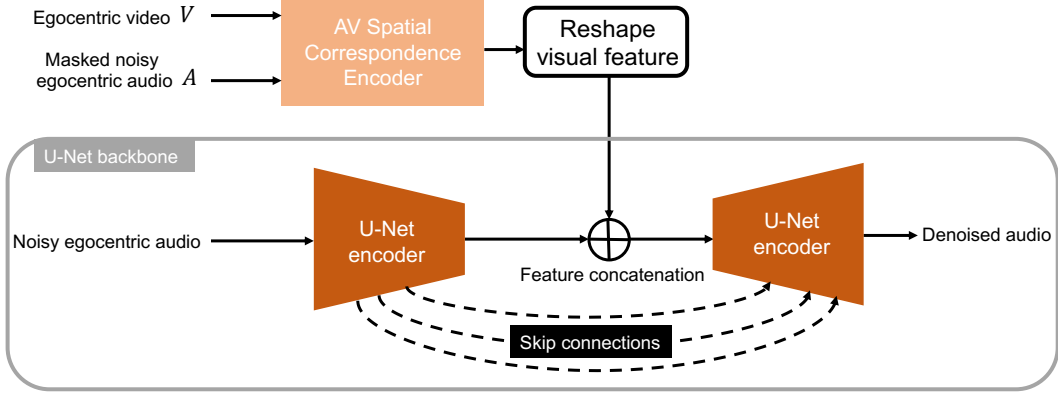 Egocentric video V
Masked noisy
egocentric audio A
AV Spatial
Correspondence
Encoder
Reshape
visual feature
U-Net backbone
Noisy egocentric audio
U-Net
encoder
Feature concatenation
U-Net
encoder
Denoised audio
Skip connections